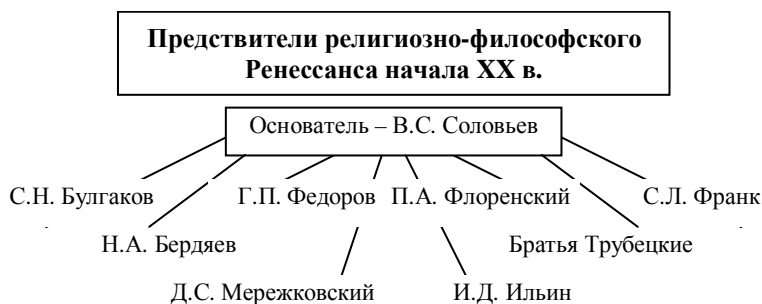 Предствители религиозно-философского
Ренессанса начала XX в.
Основатель – В.С. Соловьев
С.Н. Булгаков
Г.П. Федоров
П.А. Флоренский
С.Л. Франк
Н.А. Бердяев
Братья Трубецкие
Д.С. Мережковский
И.Д. Ильин